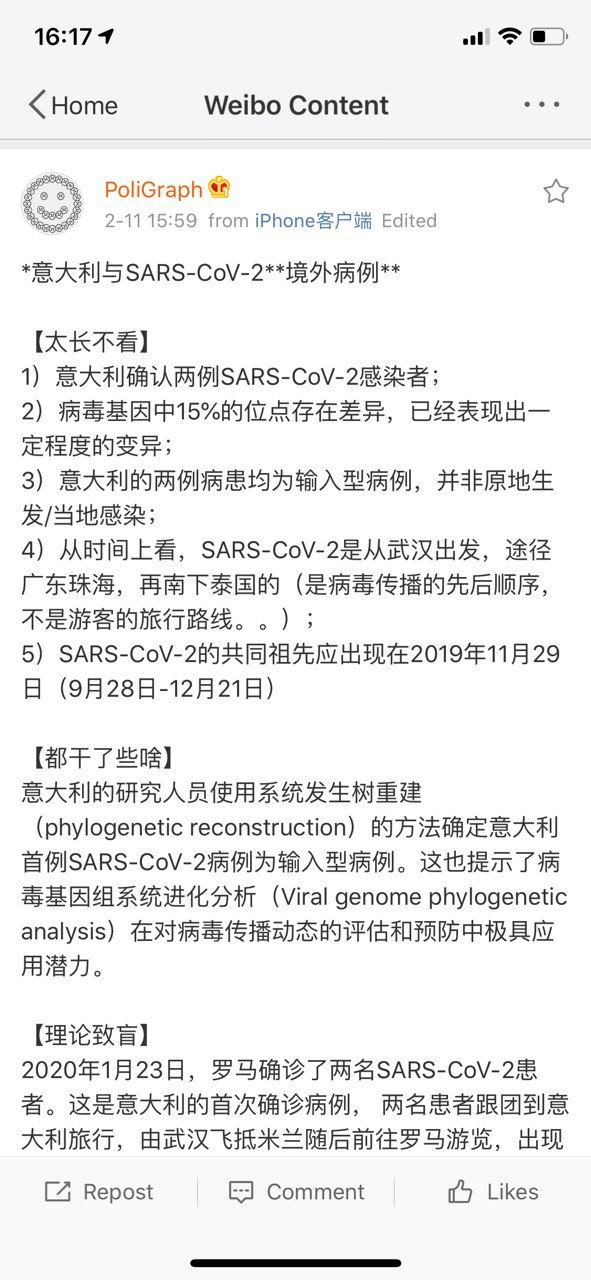 16:17
Home
Weibo Content
PoliGraph
2-11 15:59 from iPhone客户端 Edited
*意大利与SARS-CoV-2**境外病例**
【太长不看】
1）意大利确认两例SARS-CoV-2感染者；
2）病毒基因中15%的位点存在差异，已经表现出一
定程度的变异；
3）意大利的两例病患均为输入型病例，并非原地生
发/当地感染；
4）从时间上看，SARS-CoV-2是从武汉出发，途径
广东珠海，再南下泰国的（是病毒传播的先后顺序，
不是游客的旅行路线。。）；
5）SARS-CoV-2的共同祖先应出现在2019年11月29
日（9月28日-12月21日）
【都干了些啥】
意大利的研究人员使用系统发生树重建
（phylogenetic reconstruction）的方法确定意大利
首例SARS-CoV-2病例为输入型病例。这也提示了病
毒基因组系统进化分析（Viral genome phylogenetic
analysis）在对病毒传播动态的评估和预防中极具应
用潜力。
【理论致盲】
2020年1月23日，罗马确诊了两名SARS-CoV-2患
者。这是意大利的首次确诊病例， 两名患者跟团到意
大利旅行，由武汉飞抵米兰随后前往罗马游览，出现
Repost
Comment
Likes